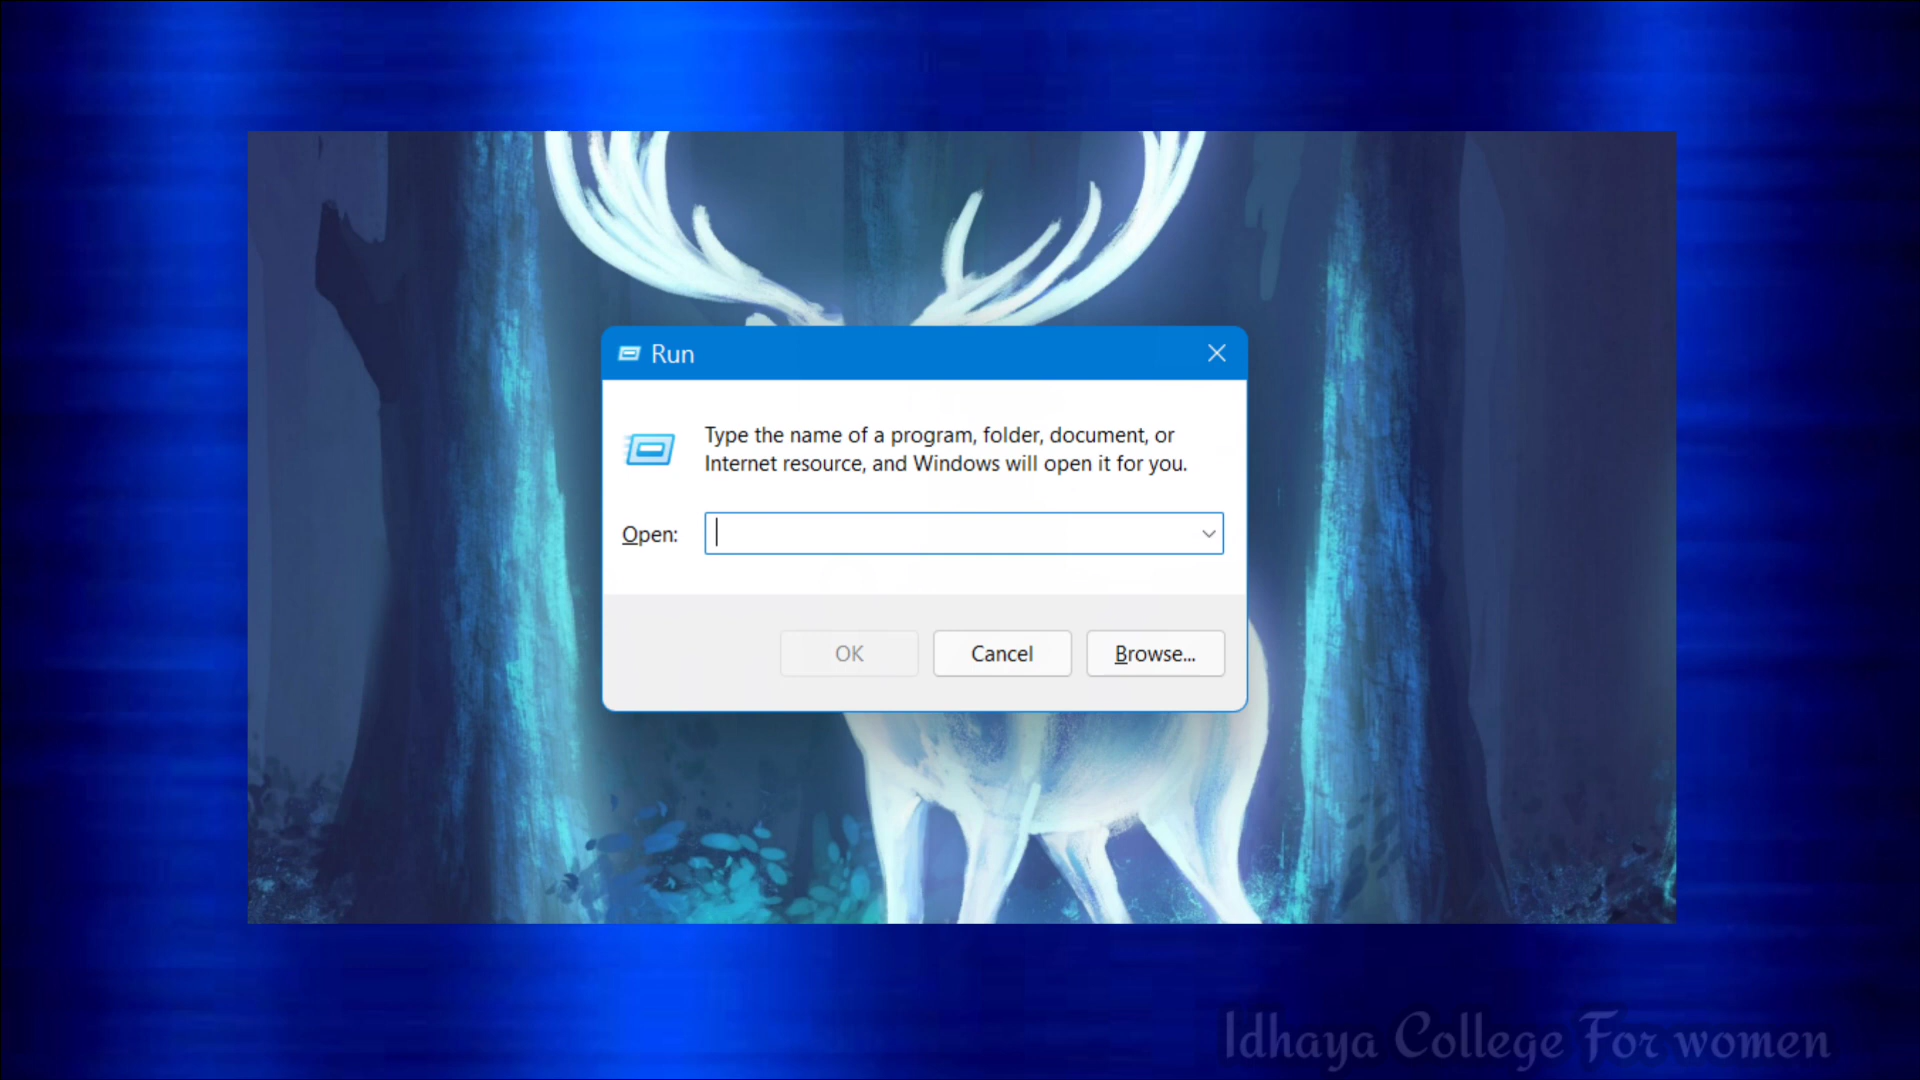 Run
Type the name of a program, folder, document, or
Internet resource, and Windows will open it for you.
Open:
OK
Cancel
Browse...
Idhaya College For women